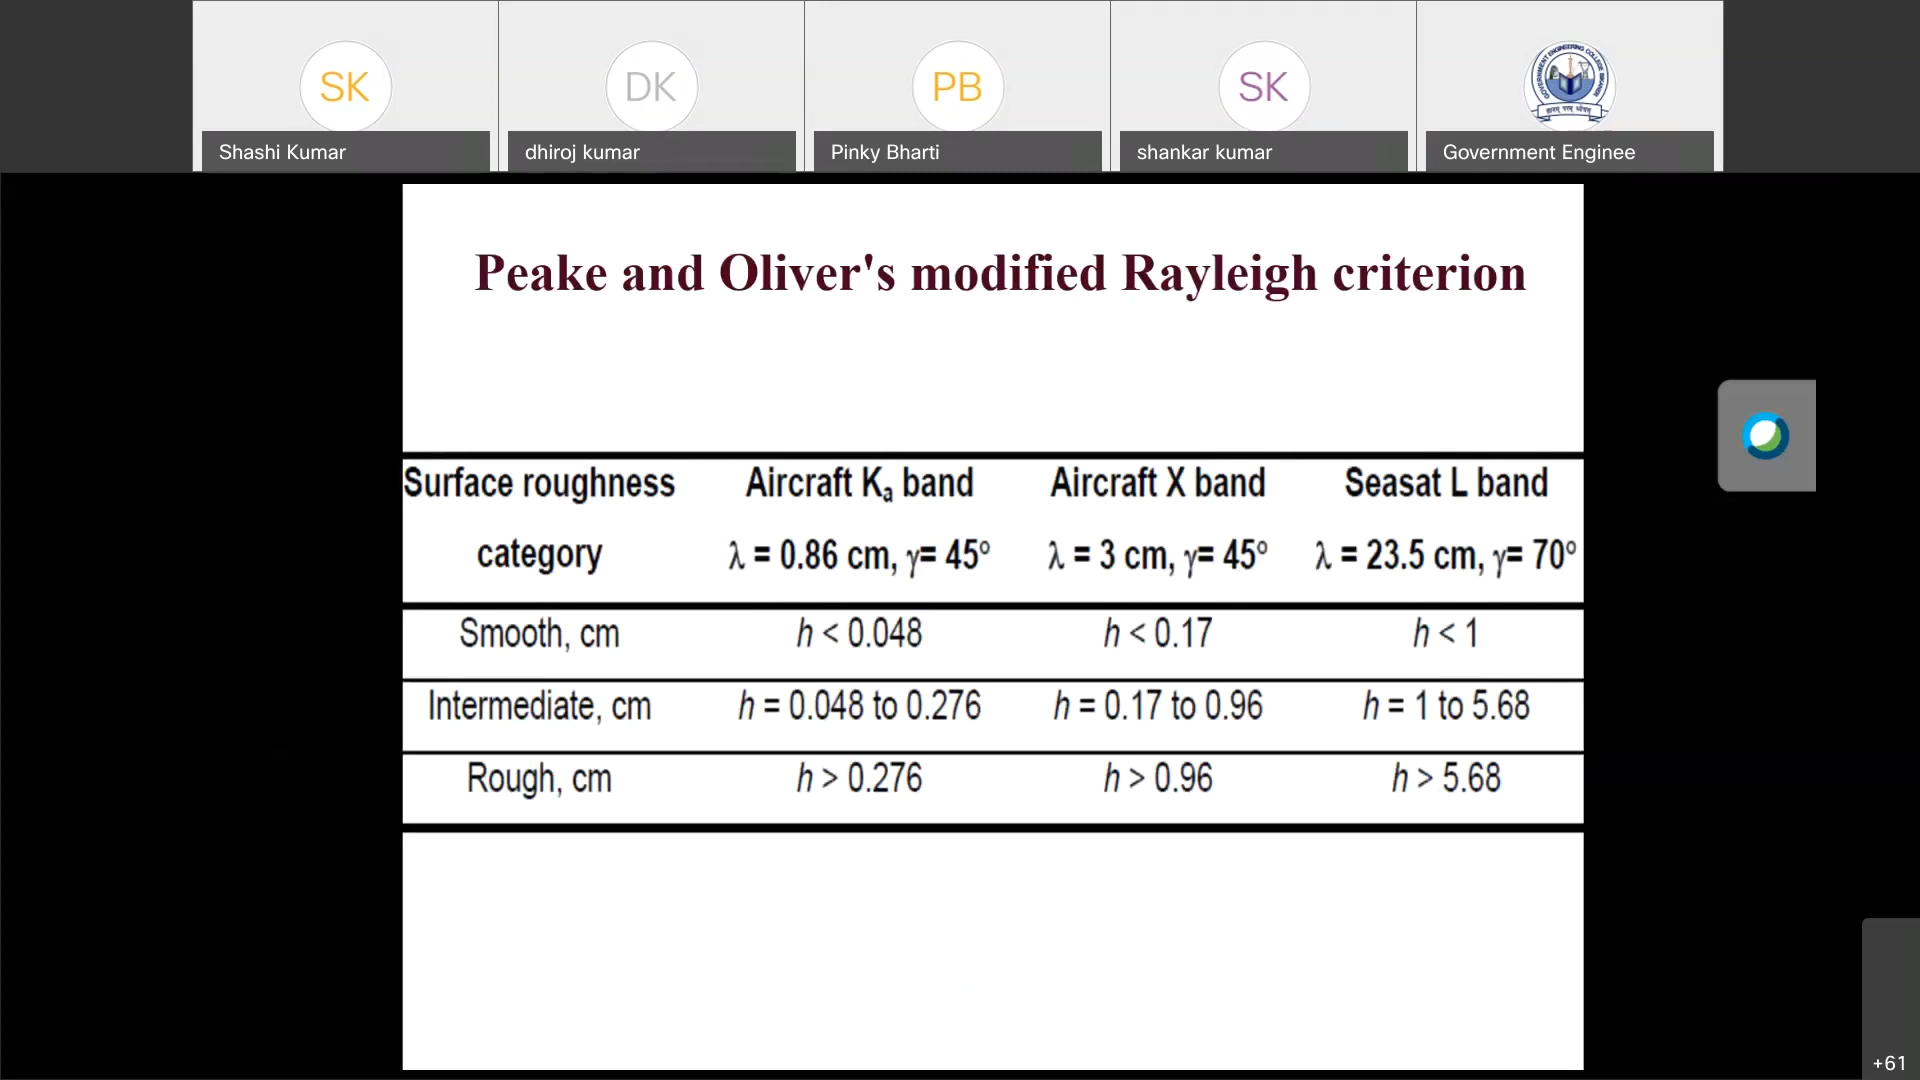 SK
DK
PB
SK
Shashi Kumar
dhiroj kumar
Pinky Bharti
shankar kumar
Government Enginee
Peake and Oliver's modified Rayleigh criterion
Surface roughness category
Aircraft Ka band
λ = 0.86 cm, γ= 45°
Aircraft X band
λ = 3 cm, γ= 45°
Seasat L band
λ = 23.5 cm, γ= 70°
Smooth, cm h < 0.048 h < 0.17 h < 1
Intermediate, cm h = 0.048 to 0.276 h = 0.17 to 0.96 h = 1 to 5.68
Rough, cm h > 0.276 h > 0.96 h > 5.68
+61